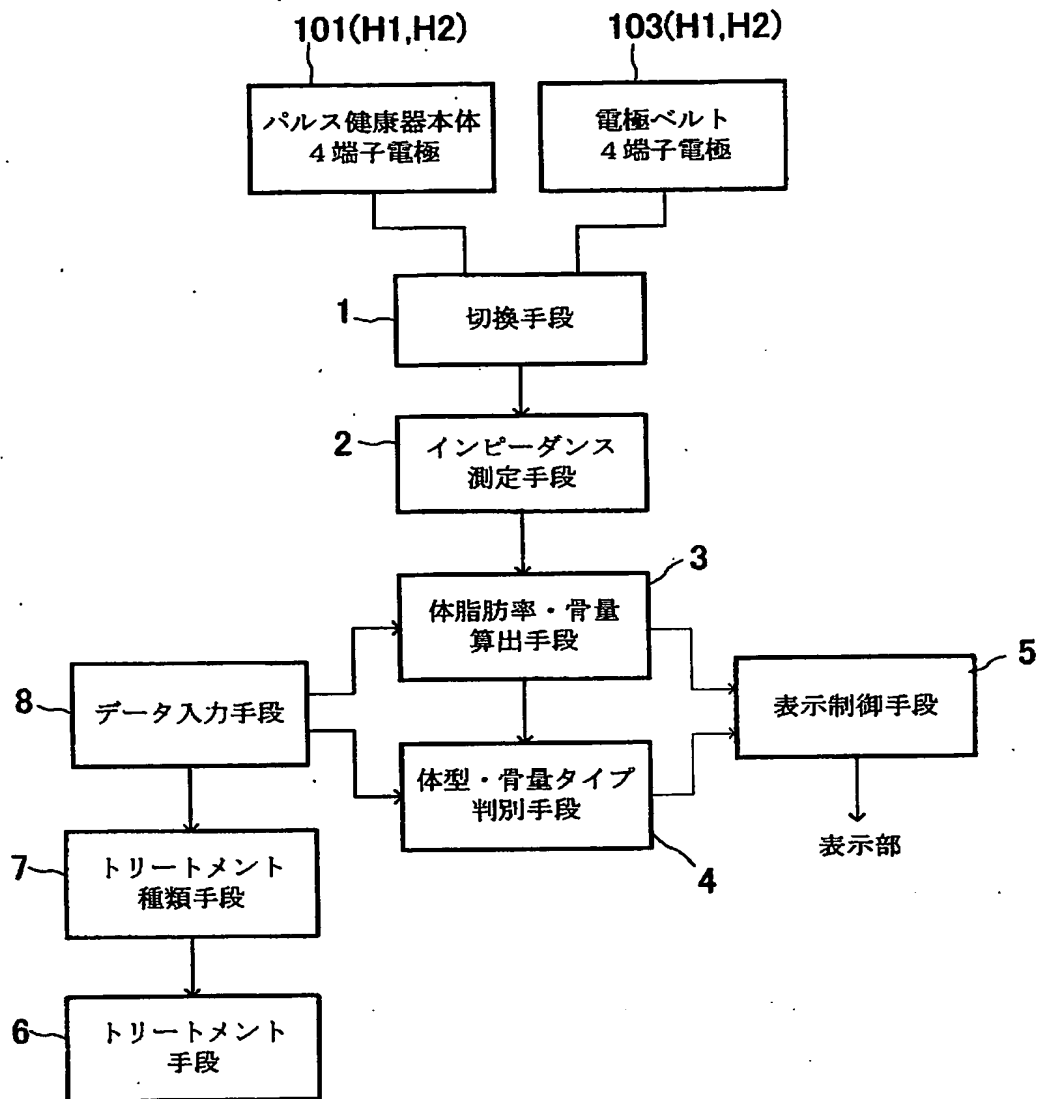 101(H1,H2)
103(H1,H2)
パルス健康器本体
4端子電極
電極ベルト
4端子電極
1
切換手段
2
インピーダンス
測定手段
3
体脂肪率・骨量
算出手段
5
表示制御手段
8
データ入力手段
体型・骨量タイプ
判別手段
4
表示部
7
トリートメント
種類手段
6
トリートメント
手段